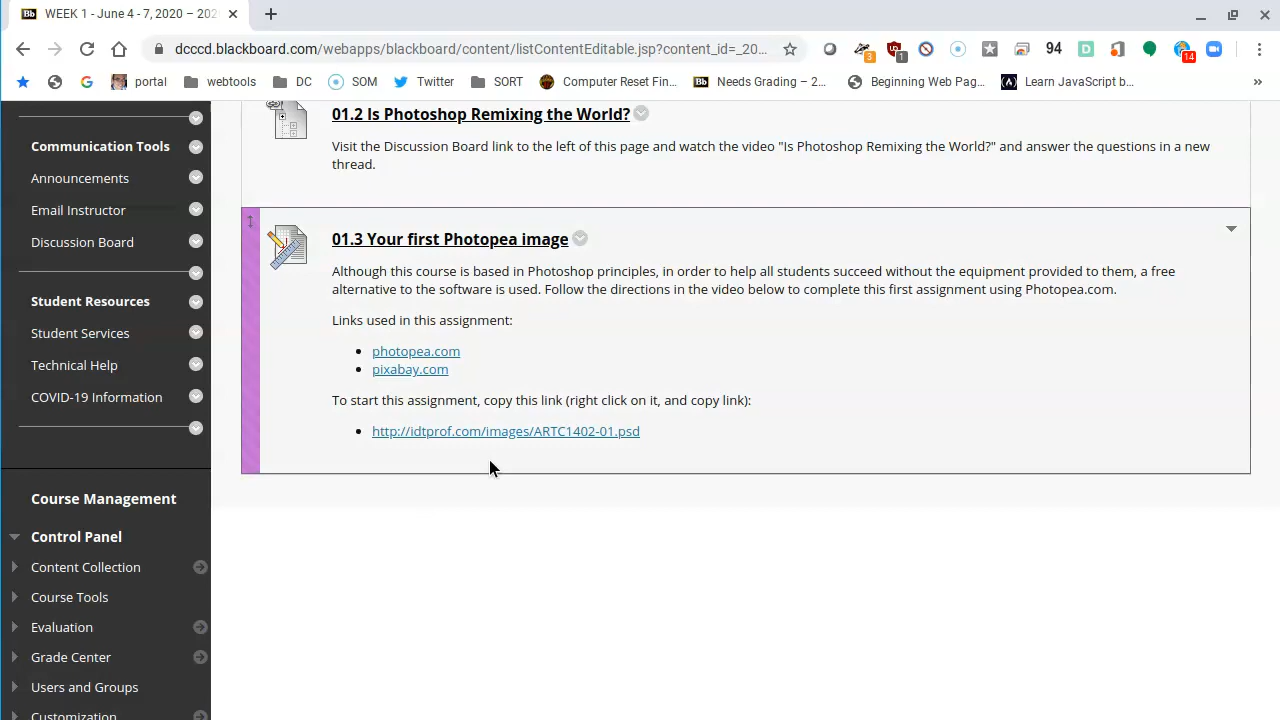 WEEK 1 - June 4 - 7, 2020 – 202
dcccd.blackboard.com/webapps/blackboard/content/listContentEditable.jsp?content_id=_20...
3
1
94
D
14
portal
webtools
DC
SOM
Twitter
SORT
Computer Reset Fin...
Bb
Needs Grading – 2...
Beginning Web Pag...
Learn JavaScript b...
»
Communication Tools
Announcements
Email Instructor
Discussion Board
Student Resources
Student Services
Technical Help
COVID-19 Information
Course Management
Control Panel
Content Collection
Course Tools
Evaluation
Grade Center
Users and Groups
Customization
01.2 Is Photoshop Remixing the World?
Visit the Discussion Board link to the left of this page and watch the video "Is Photoshop Remixing the World?" and answer the questions in a new
thread.
01.3 Your first Photopea image
Although this course is based in Photoshop principles, in order to help all students succeed without the equipment provided to them, a free
alternative to the software is used. Follow the directions in the video below to complete this first assignment using Photopea.com.
Links used in this assignment:
• photopea.com
• pixabay.com
To start this assignment, copy this link (right click on it, and copy link):
• http://idtprof.com/images/ARTC1402-01.psd